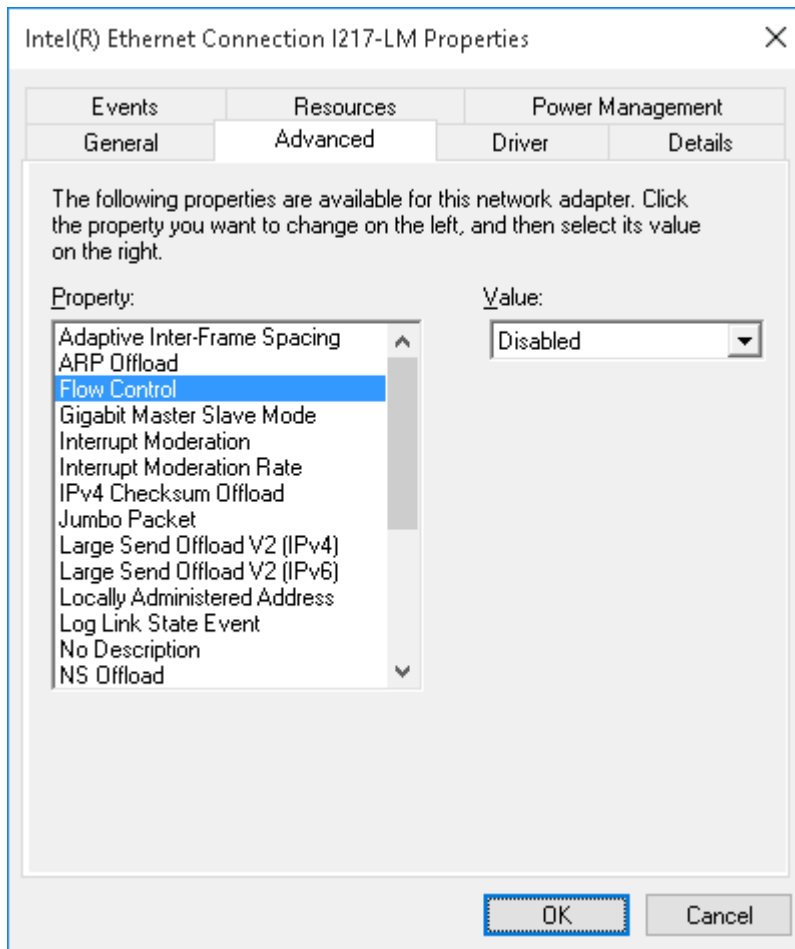 Intel(R) Ethernet Connection I217-LM Properties
Events Resources Power Management
General Advanced Driver Details
The following properties are available for this network adapter. Click
the property you want to change on the left, and then select its value
on the right.
Property: Value:
Adaptive Inter-Frame Spacing Disabled
ARP Offload
Flow Control
Gigabit Master Slave Mode
Interrupt Moderation
Interrupt Moderation Rate
IPv4 Checksum Offload
Jumbo Packet
Large Send Offload V2 (IPv4)
Large Send Offload V2 (IPv6)
Locally Administered Address
Log Link State Event
No Description
NS Offload
OK Cancel